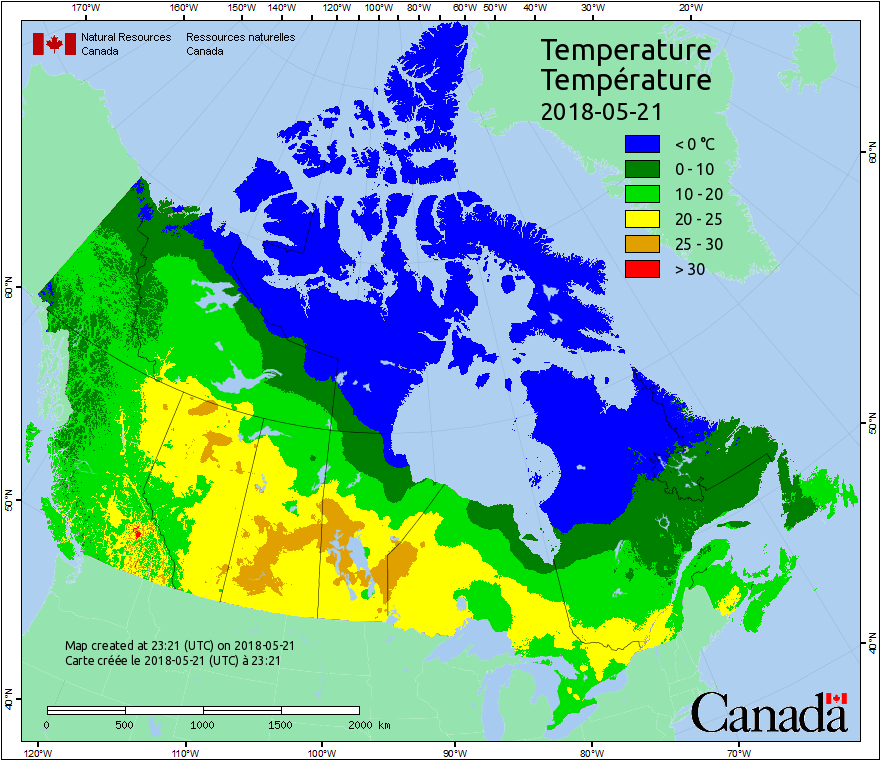 170°W 160°W 150°W 140°W 130°W 120°W 110°W 100°W 90°W 80°W 70°W 60°W 50°W 40°W 30°W 20°W
Natural Resources Ressources naturelles
Canada Canada
Temperature
Température
2018-05-21
< 0 °C
0 - 10
10 - 20
20 - 25
25 - 30
> 30
60°N
50°N
40°N
60°N
50°N
40°N
Map created at 23:21 (UTC) on 2018-05-21
Carte créée le 2018-05-21 (UTC) à 23:21
0 500 1000 1500 2000 km
Canada
120°W 110°W 100°W 90°W 80°W 70°W